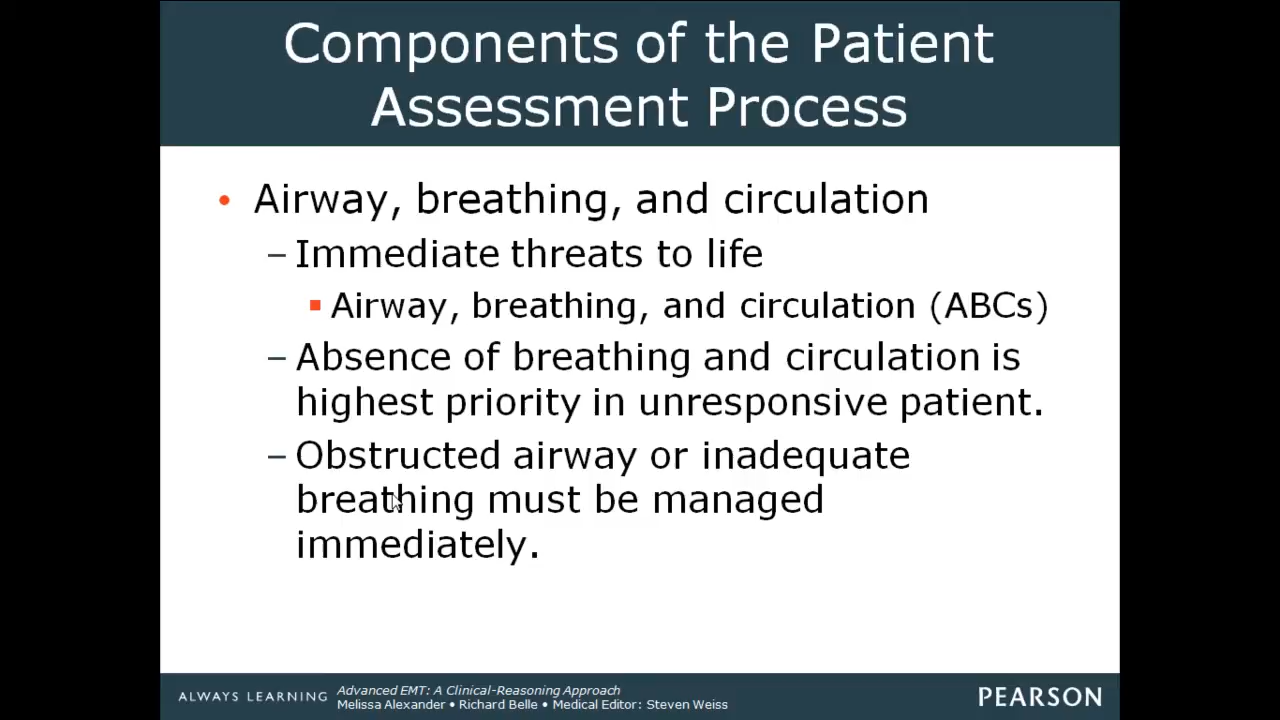 Components of the Patient
Assessment Process
• Airway, breathing, and circulation
– Immediate threats to life
▪ Airway, breathing, and circulation (ABCs)
– Absence of breathing and circulation is
highest priority in unresponsive patient.
– Obstructed airway or inadequate
breathing must be managed
immediately.
ALWAYS LEARNING
Advanced EMT: A Clinical-Reasoning Approach
Melissa Alexander • Richard Belle • Medical Editor: Steven Weiss
PEARSON